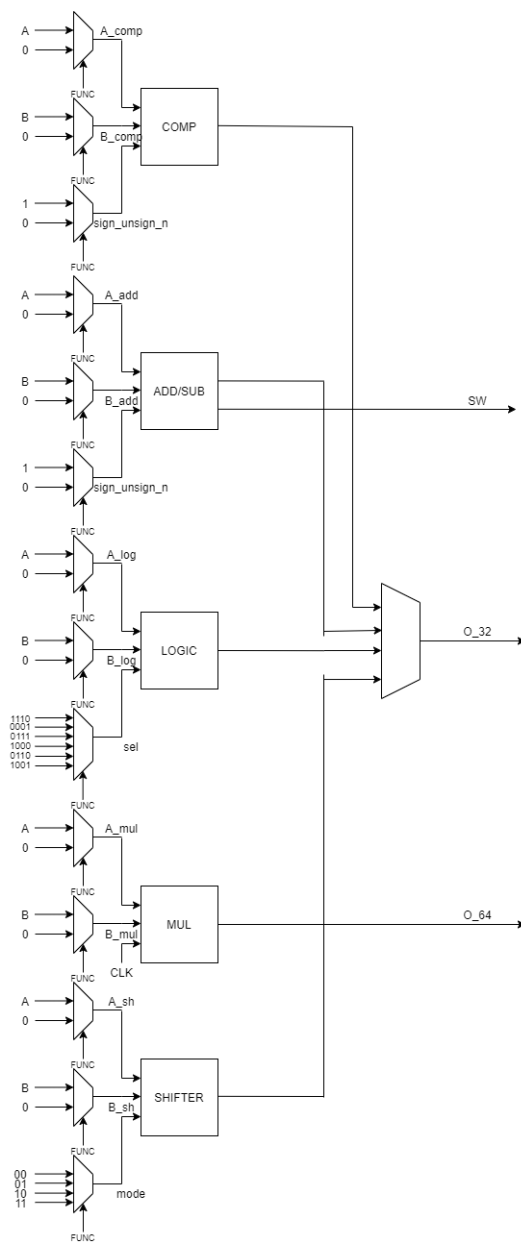 A
A_comp
0
FUNC
COMP
B
B_comp
0
FUNC
1
sign_unsign_n
0
FUNC
A
A_add
0
FUNC
ADD/SUB
B
B_add
0
SW
FUNC
1
sign_unsign_n
0
FUNC
A
A_log
0
FUNC
B
LOGIC
B_log
0
O_32
FUNC
1110
0001
0111
1000
0110
1001
sel
FUNC
A
A_mul
0
FUNC
B
MUL
B_mul
0
O_64
CLK
FUNC
A
A_sh
0
FUNC
B
SHIFTER
B_sh
0
FUNC
00
01
10
11
mode
FUNC